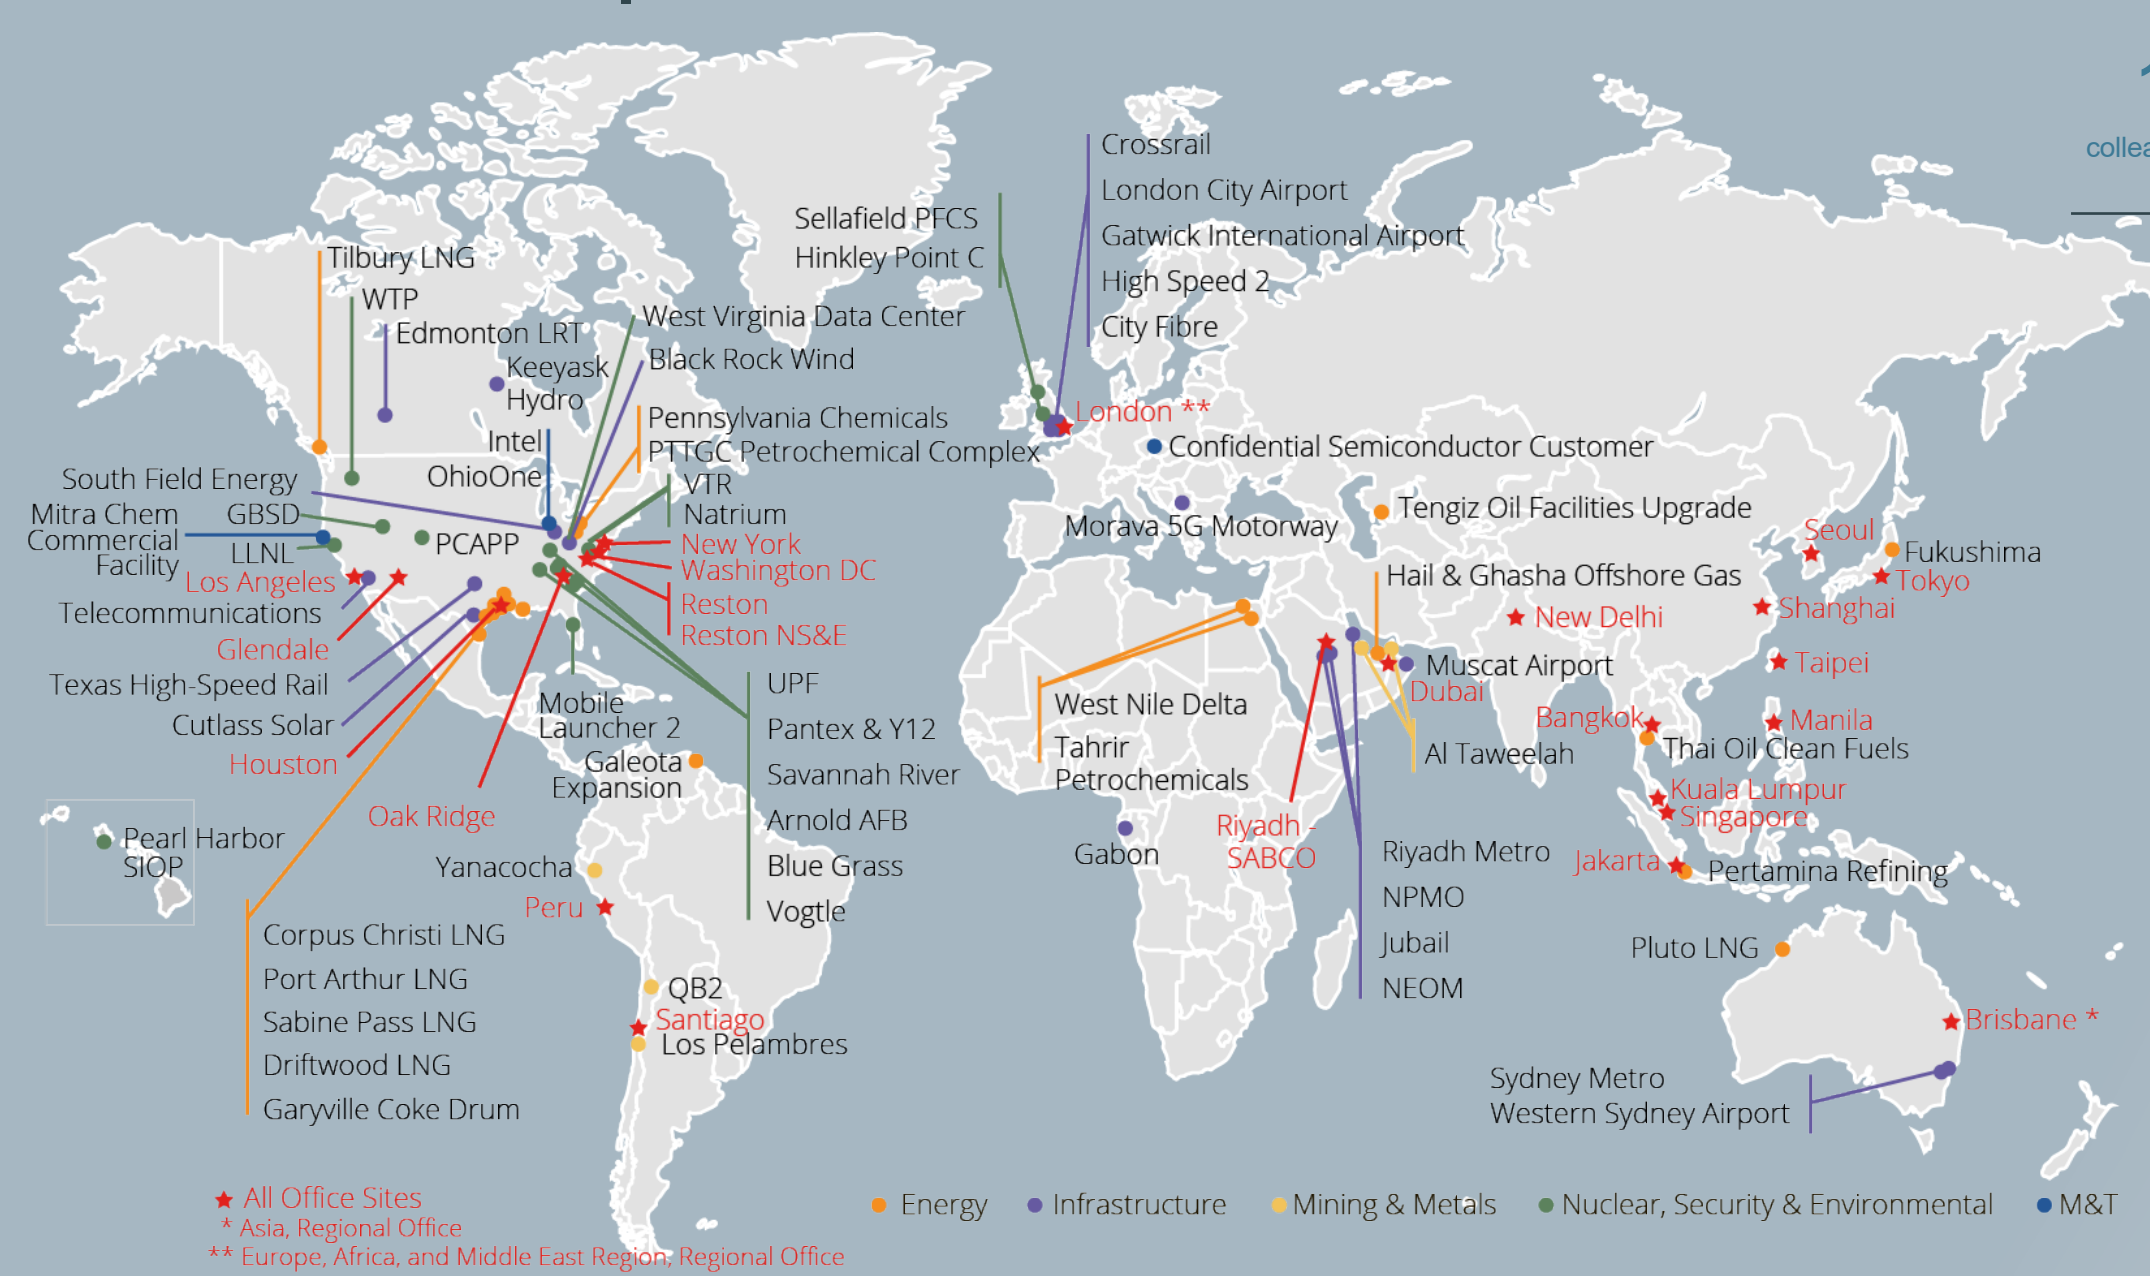 1
collea
Crossrail
London City Airport
Gatwick International Airport
High Speed 2
City Fibre
Sellafield PFCS
Hinkley Point C
Tilbury LNG
WTP
Edmonton LRT
Keeyask
Hydro
West Virginia Data Center
Black Rock Wind
Pennsylvania Chemicals
PTTGC Petrochemical Complex
Intel
OhioOne
VTR
Natrium
New York
Washington DC
Reston
Reston NS&E
South Field Energy
Mitra Chem
Commercial
Facility
GBSD
LLNL
PCAPP
Los Angeles
Telecommunications
Glendale
Texas High-Speed Rail
Cutlass Solar
Houston
Oak Ridge
Mobile
Launcher 2
Galeota
Expansion
UPF
Pantex & Y12
Savannah River
Arnold AFB
Blue Grass
Vogtle
Pearl Harbor
SIOP
Yanacocha
Peru
Corpus Christi LNG
Port Arthur LNG
Sabine Pass LNG
Driftwood LNG
Garyville Coke Drum
QB2
Santiago
Los Pelambres
London **
Confidential Semiconductor Customer
Morava 5G Motorway
Tengiz Oil Facilities Upgrade
Hail & Ghasha Offshore Gas
West Nile Delta
Tahrir
Petrochemicals
Gabon
Riyadh -
SABCO
Muscat Airport
Dubai
Al Taweelah
Riyadh Metro
NPMO
Jubail
NEOM
Seoul
Fukushima
Tokyo
New Delhi
Shanghai
Taipei
Bangkok
Manila
Thai Oil Clean Fuels
Kuala Lumpur
Singapore
Jakarta
Pertamina Refining
Pluto LNG
Brisbane *
Sydney Metro
Western Sydney Airport
All Office Sites
* Asia, Regional Office
** Europe, Africa, and Middle East Region, Regional Office
Energy
Infrastructure
Mining & Metals
Nuclear, Security & Environmental
M&T